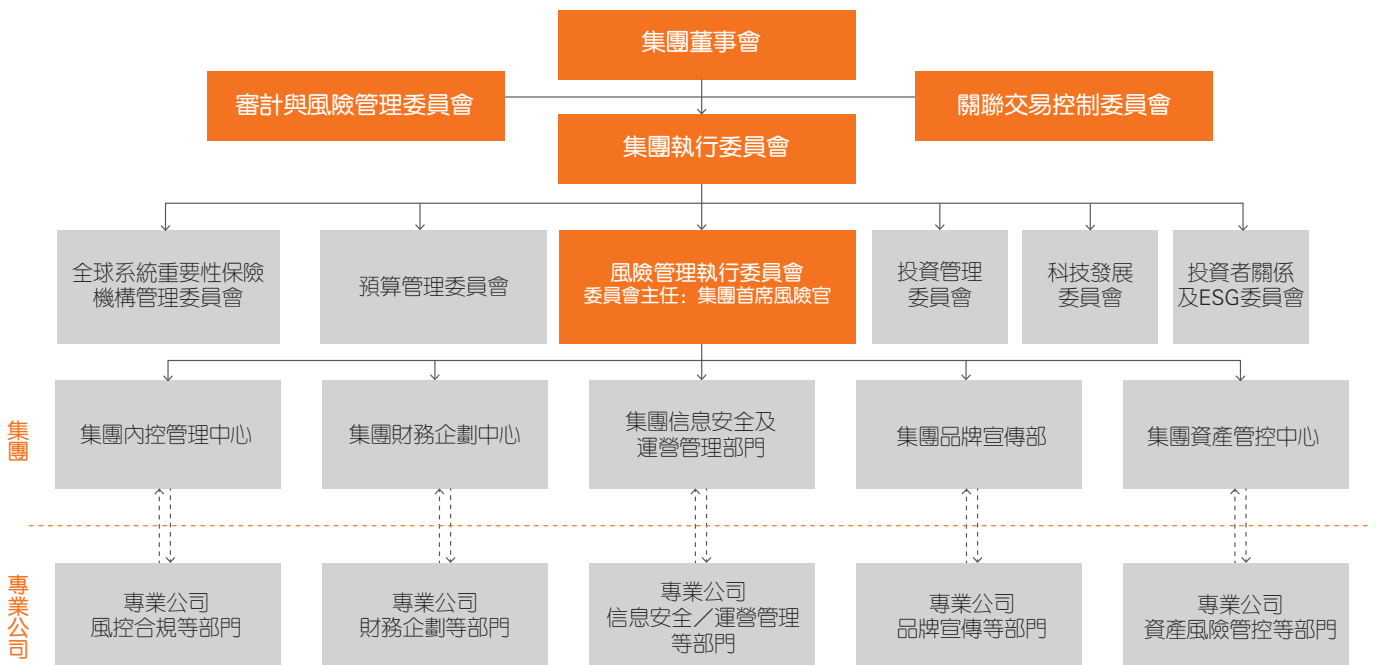 集團董事會
審計與風險管理委員會
關聯交易控制委員會
集團執行委員會
全球系統重要性保險
機構管理委員會
預算管理委員會
風險管理執行委員會
委員會主任：集團首席風險官
投資管理
委員會
科技發展
委員會
投資者關係
及ESG委員會
集團
集團內控管理中心
集團財務企劃中心
集團信息安全及
運營管理部門
集團品牌宣傳部
集團資產管控中心
專業公司
專業公司
風控合規等部門
專業公司
財務企劃等部門
專業公司
信息安全／運營管理
等部門
專業公司
品牌宣傳等部門
專業公司
資產風險管控等部門